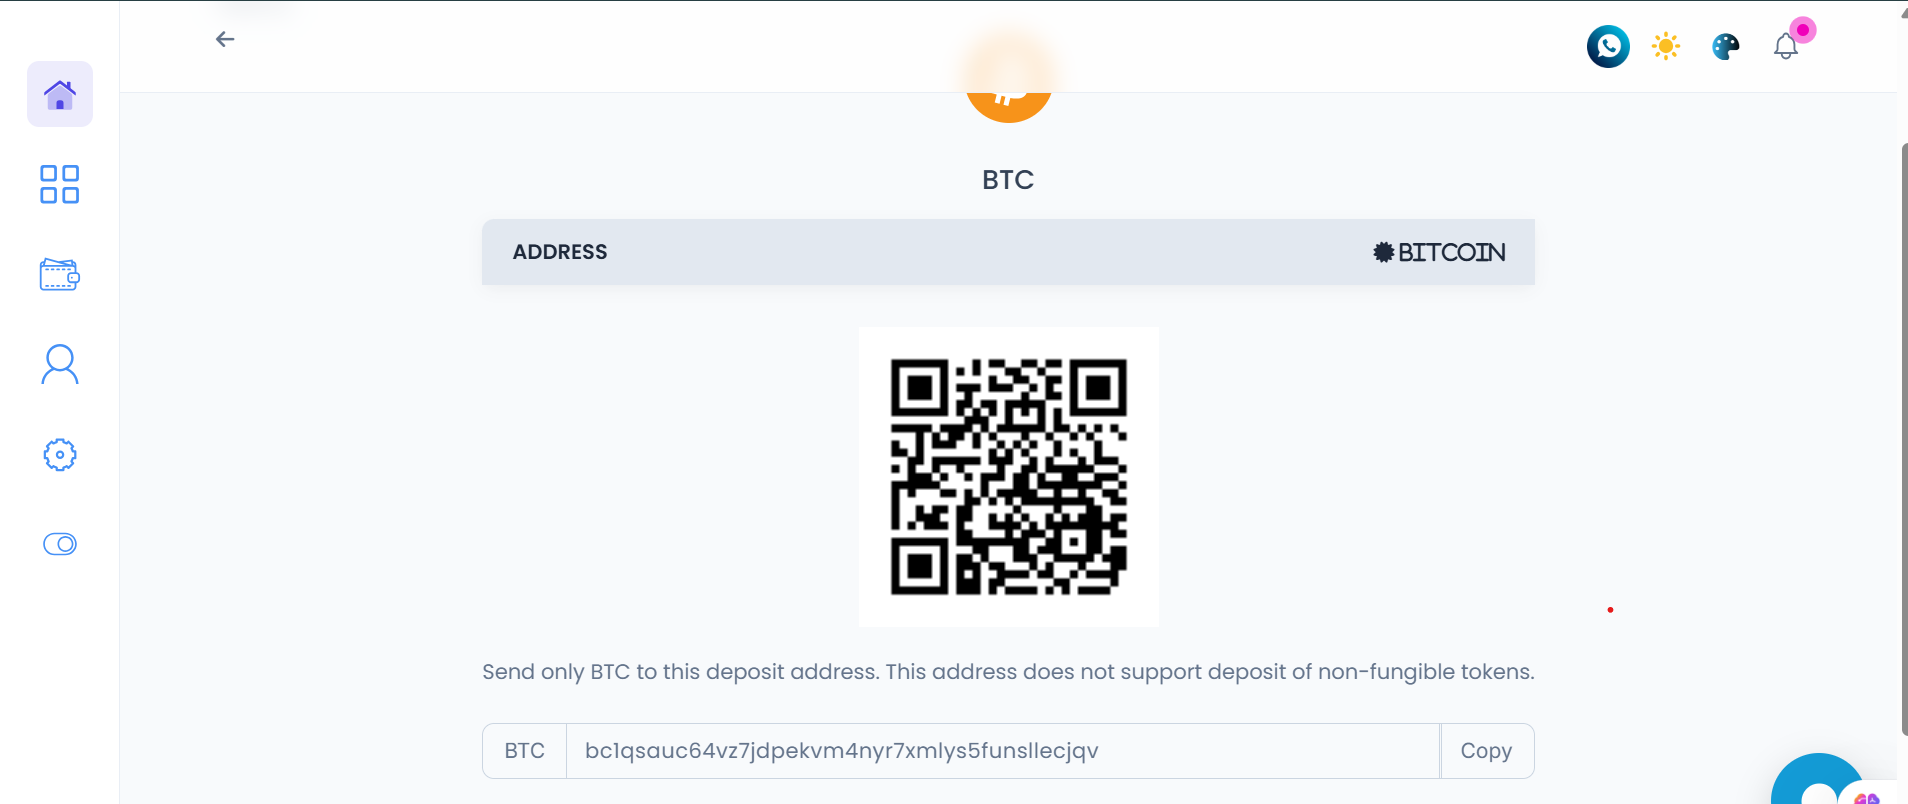 BTC
ADDRESS
BITCOIN
Send only BTC to this deposit address. This address does not support deposit of non-fungible tokens.
BTC
bc1qsauc64vz7jdpekvm4nyr7xmlys5funsllecjqv
Copy